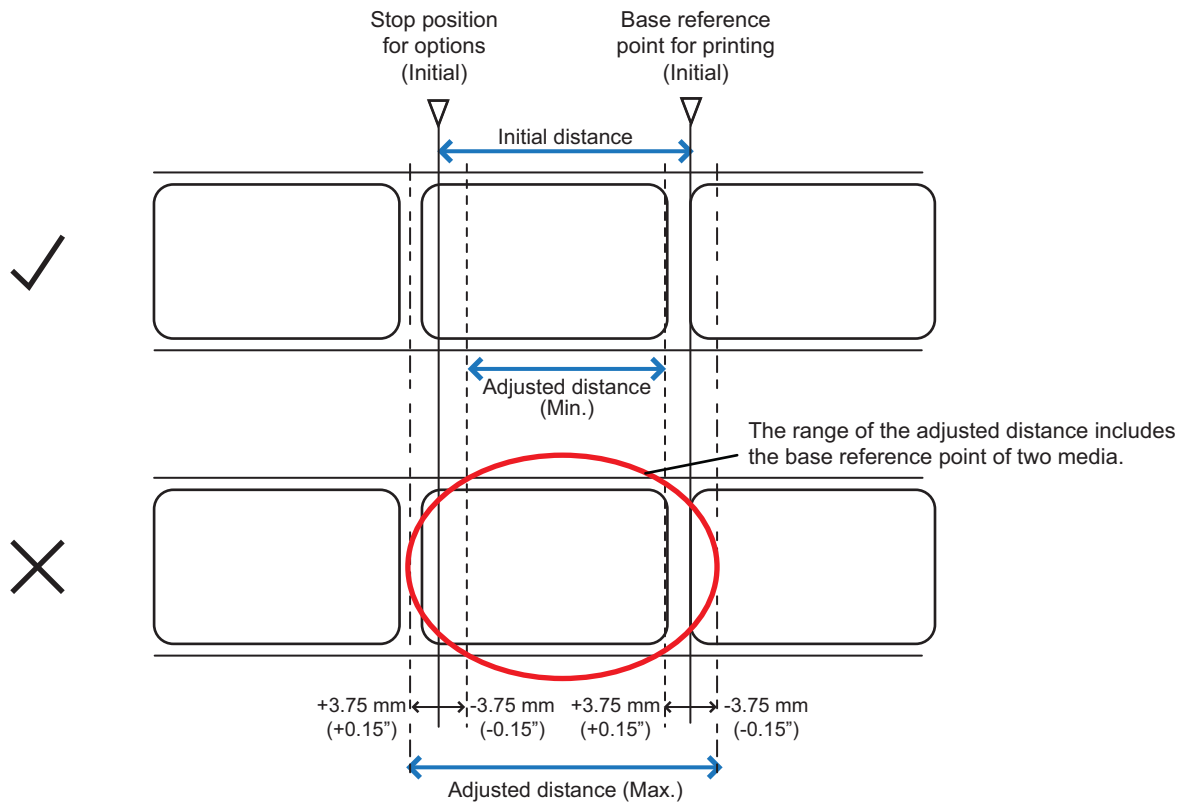 Stop position
for options
(Initial)
Base reference
point for printing
(Initial)
Initial distance
Adjusted distance
(Min.)
The range of the adjusted distance includes
the base reference point of two media.
+3.75 mm
(+0.15”)
-3.75 mm
(-0.15”)
+3.75 mm
(+0.15”)
-3.75 mm
(-0.15”)
Adjusted distance (Max.)